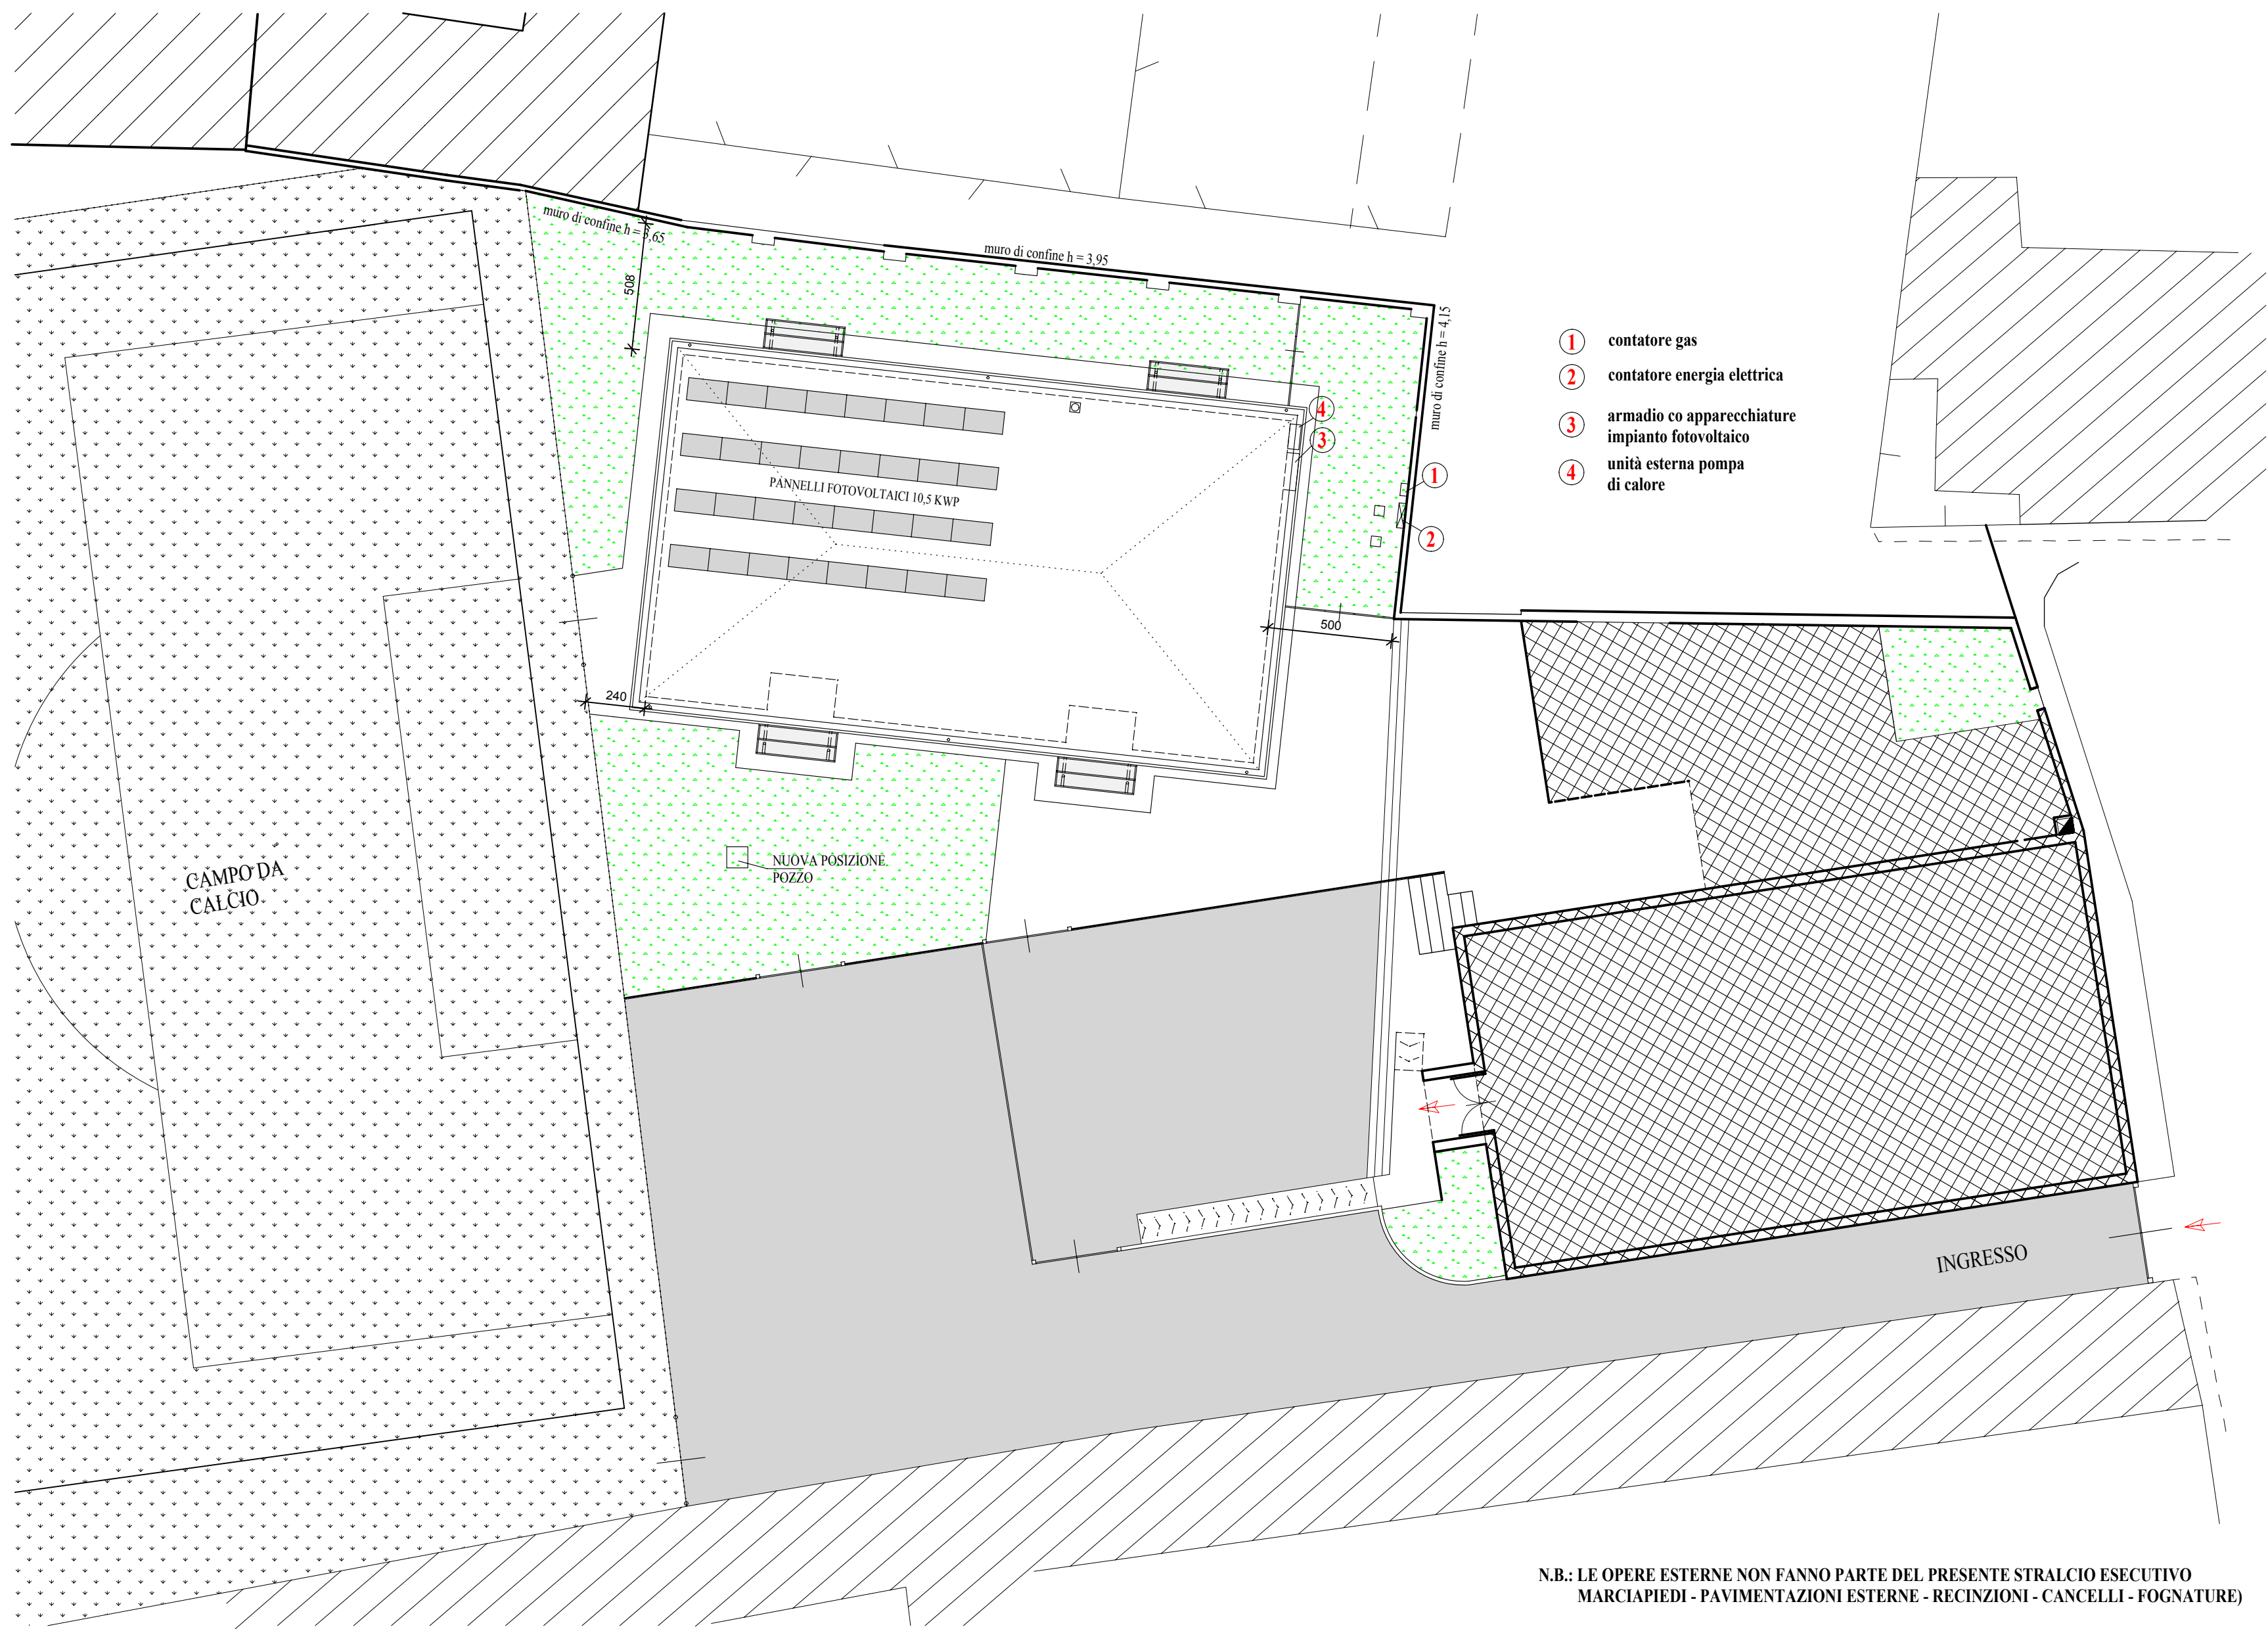 muro di confine h = 3,65
muro di confine h = 3,95
muro di confine h = 4,15
508
1 contatore gas
2 contatore energia elettrica
3 armadio co apparecchiature
impianto fotovoltaico
4 unità esterna pompa
di calore
4
3
1
2
PANNELLI FOTOVOLTAICI 10,5 KWP
500
240
NUOVA POSIZIONE
POZZO
CAMPO DA
CALCIO
INGRESSO
N.B.: LE OPERE ESTERNE NON FANNO PARTE DEL PRESENTE STRALCIO ESECUTIVO
MARCIAPIEDI - PAVIMENTAZIONI ESTERNE - RECINZIONI - CANCELLI - FOGNATURE)